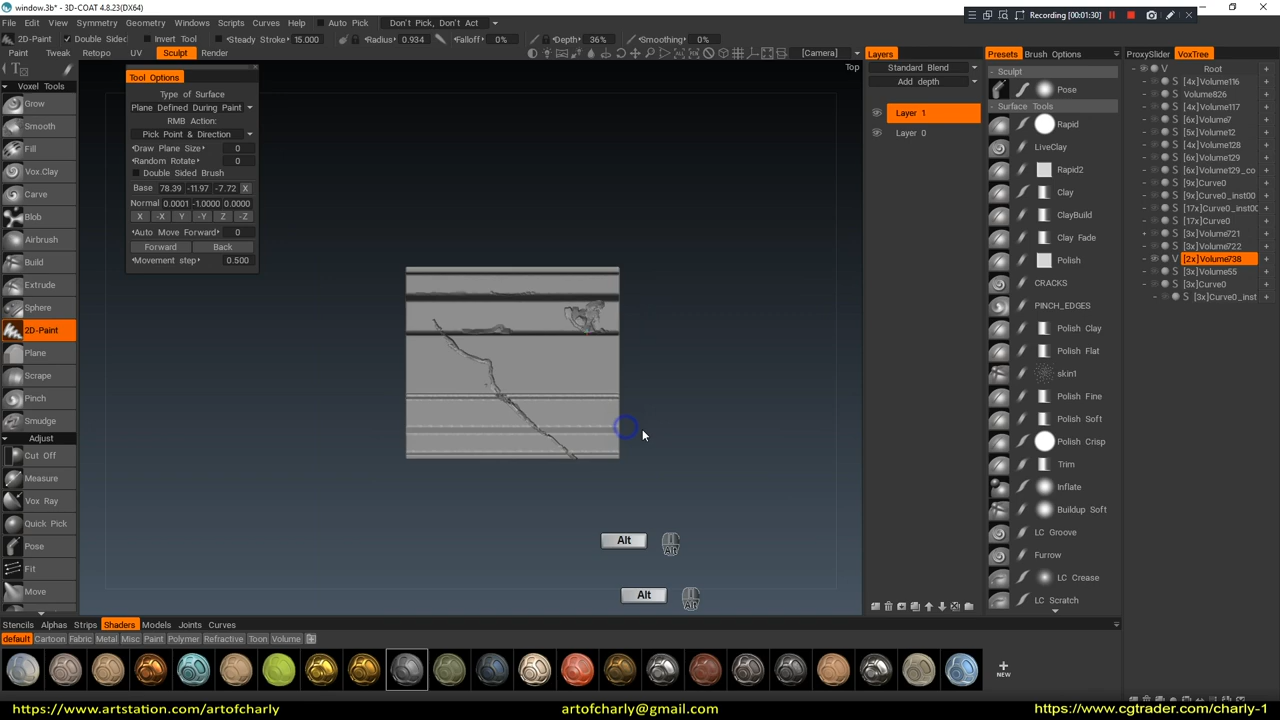 window.3b* - 3D-COAT 4.8.23(DX64)
Recording [00:01:30]
File Edit View Symmetry Geometry Windows Scripts Curves Help Auto Pick Don't Pick, Don't Act
2D-Paint Double Sided Invert Tool Steady Stroke 15.000 Radius 0.934 Falloff 0% Depth 36% Smoothing 0%
Paint Tweak Retopo UV Sculpt Render [Camera]
Voxel Tools
Grow
Smooth
Fill
Vox.Clay
Carve
Blob
Airbrush
Build
Extrude
Sphere
2D-Paint
Plane
Scrape
Pinch
Smudge
Adjust
Cut Off
Measure
Vox Ray
Quick Pick
Pose
Fit
Move
Tool Options
Type of Surface
Plane Defined During Paint
RMB Action:
Pick Point & Direction
Draw Plane Size 0
Random Rotate 0
Double Sided Brush
Base 78.39 -11.97 -7.72 X
Normal 0.0001 -1.0000 0.0000
X -X Y -Y Z -Z
Auto Move Forward 0
Forward Back
Movement step 0.500
Top
Alt
Alt
Alt
Alt
Layers
Standard Blend
Add depth
Layer 1
Layer 0
Presets Brush Options
- Sculpt
Pose
- Surface Tools
Rapid
LiveClay
Rapid2
Clay
ClayBuild
Clay Fade
Polish
CRACKS
PINCH_EDGES
Polish Clay
Polish Flat
skin1
Polish Fine
Polish Soft
Polish Crisp
Trim
Inflate
Buildup Soft
LC Groove
Furrow
LC Crease
LC Scratch
ProxySlider VoxTree
V Root +
S [4x]Volume116 +
S Volume826 +
S [4x]Volume117 +
S [6x]Volume7 +
S [5x]Volume12 +
S [4x]Volume128 +
S [6x]Volume129 +
S [6x]Volume129_co +
S [9x]Curve0 +
S [9x]Curve0_inst00 +
S [17x]Curve0_inst00 +
S [17x]Curve0 +
S [3x]Volume721 +
S [3x]Volume722 +
V [2x]Volume738 +
S [3x]Volume55 +
S [3x]Curve0 +
S [3x]Curve0_inst +
Stencils Alphas Strips Shaders Models Joints Curves
default Cartoon Fabric Metal Misc Paint Polymer Refractive Toon Volume
NEW
https://www.artstation.com/artofcharly artofcharly@gmail.com https://www.cgtrader.com/charly-1